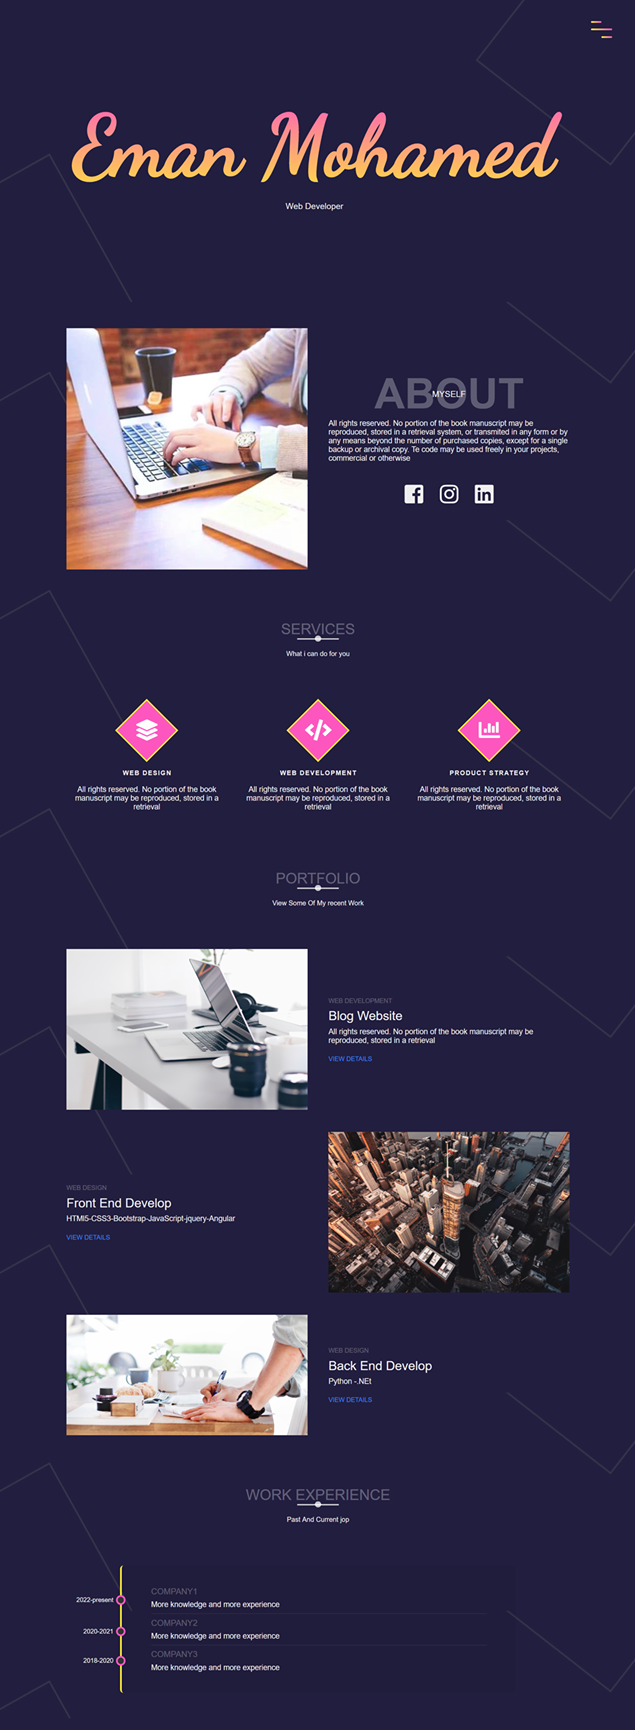 Eman Mohamed
Web Developer
ABOUT
MYSELF
All rights reserved. No portion of the book manuscript may be
reproduced, stored in a retrieval system, or transmited in any form or by
any means beyond the number of purchased copies, except for a single
backup or archival copy. Te code may be used freely in your projects,
commercial or otherwise
SERVICES
What i can do for you
WEB DESIGN
All rights reserved. No portion of the book
manuscript may be reproduced, stored in a
retrieval
WEB DEVELOPMENT
All rights reserved. No portion of the book
manuscript may be reproduced, stored in a
retrieval
PRODUCT STRATEGY
All rights reserved. No portion of the book
manuscript may be reproduced, stored in a
retrieval
PORTFOLIO
View Some Of My recent Work
WEB DEVELOPMENT
Blog Website
All rights reserved. No portion of the book manuscript may be
reproduced, stored in a retrieval
VIEW DETAILS
WEB DESIGN
Front End Develop
HTMl5-CSS3-Bootstrap-JavaScript-jquery-Angular
VIEW DETAILS
WEB DESIGN
Back End Develop
Python -.NEt
VIEW DETAILS
WORK EXPERIENCE
Past And Current jop
2022-present
COMPANY1
More knowledge and more experience
2020-2021
COMPANY2
More knowledge and more experience
2018-2020
COMPANY3
More knowledge and more experience